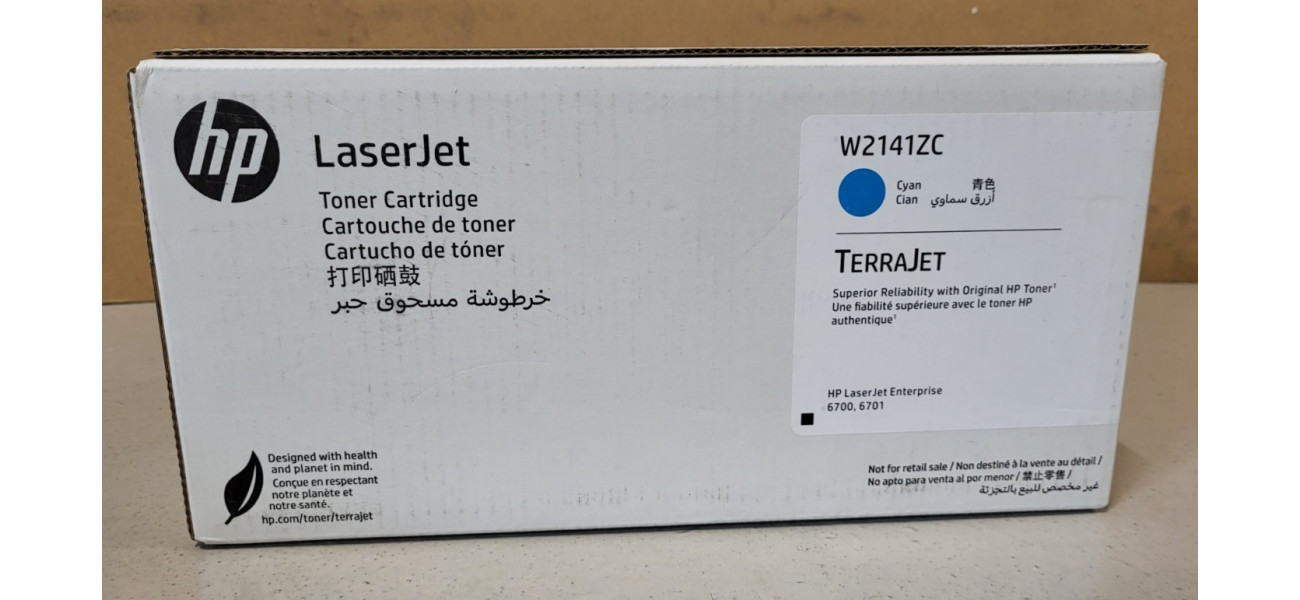 hp
LaserJet
Toner Cartridge
Cartouche de toner
Cartucho de tóner
打印硒鼓
خرطوشة مسحوق حبر
W2141ZC
Cyan 青色
Cian أزرق سماوي
TERRAJET
Superior Reliability with Original HP Toner¹
Une fiabilité supérieure avec le toner HP
authentique¹
HP LaserJet Enterprise
6700, 6701
Designed with health
and planet in mind.
Conçue en respectant
notre planète et
notre santé.
hp.com/toner/terrajet
Not for retail sale / Non destiné à la vente au détail /
No apto para venta al por menor / 禁止零售 /
غير مخصص للبيع بالتجزئة